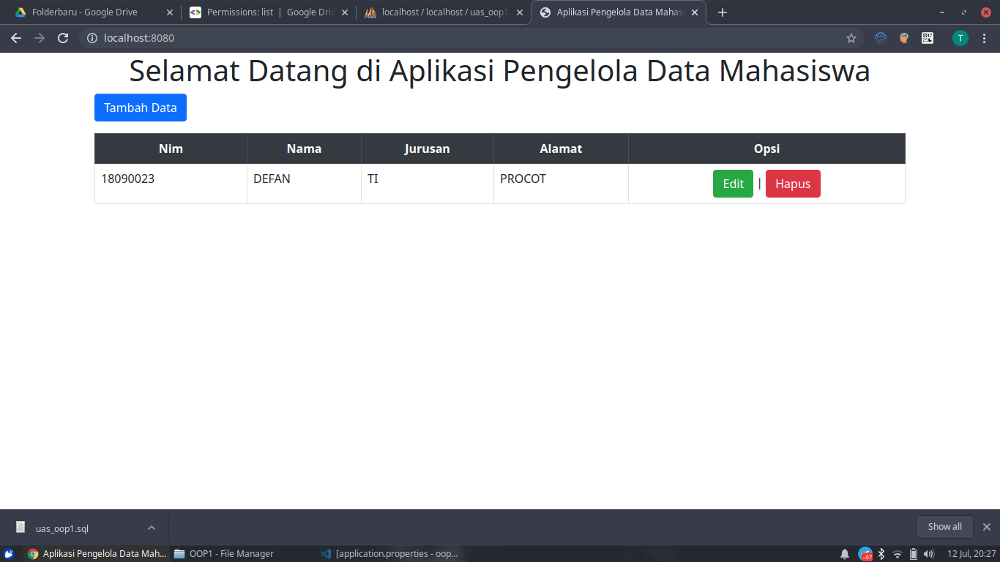 Folderbaru - Google Drive
Permissions: list | Google Driv
localhost / localhost / uas_oop1
Aplikasi Pengelola Data Mahasi
localhost:8080
T
Selamat Datang di Aplikasi Pengelola Data Mahasiswa
Tambah Data
Nim Nama Jurusan Alamat Opsi
18090023 DEFAN TI PROCOT Edit | Hapus
uas_oop1.sql
Show all
Aplikasi Pengelola Data Mah...
OOP1 - File Manager
[application.properties - oop...
12 Jul, 20:27